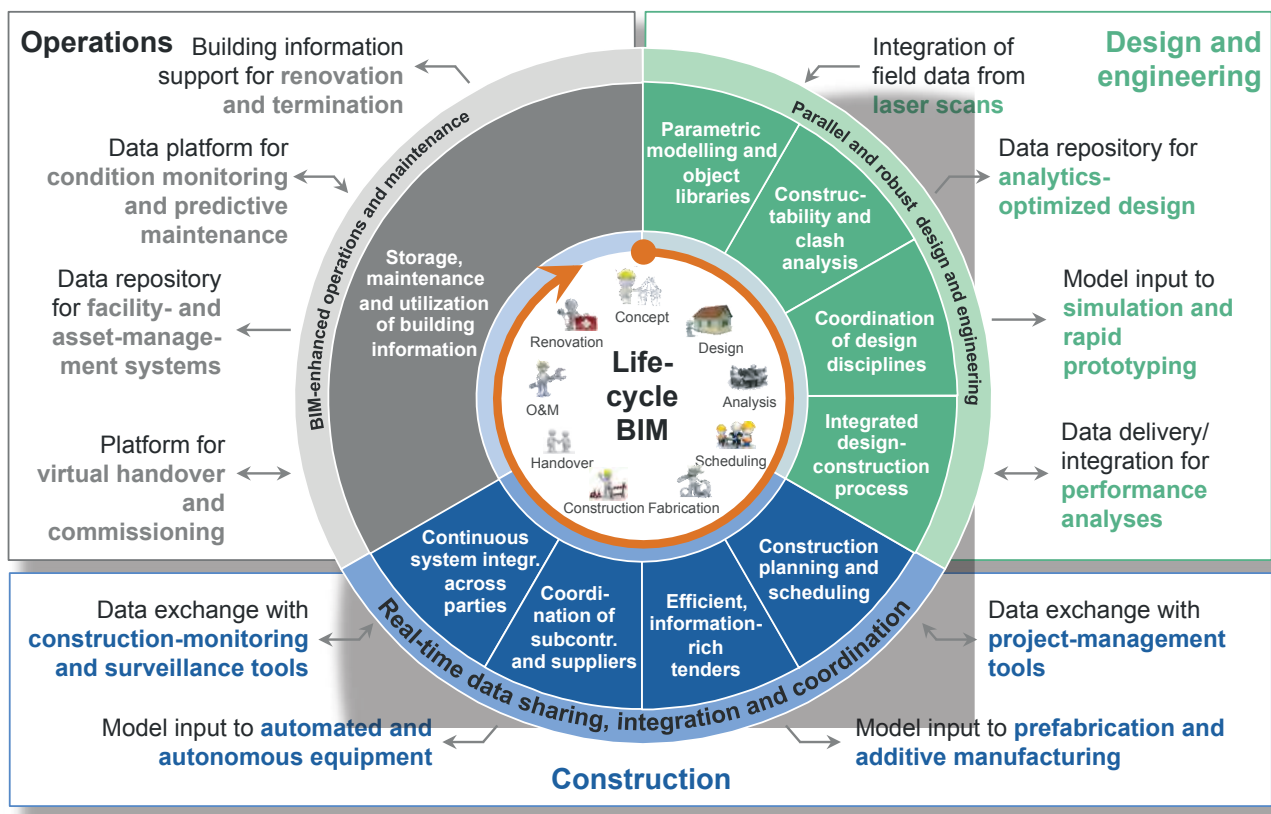 Operations
Building information
support for renovation
and termination
Data platform for
condition monitoring
and predictive
maintenance
Data repository
for facility- and
asset-manage-
ment systems
Platform for
virtual handover
and
commissioning
BIM-enhanced operations and maintenance
Storage,
maintenance
and utilization
of building
information
Design and
engineering
Integration of
field data from
laser scans
Data repository for
analytics-
optimized design
Model input to
simulation and
rapid
prototyping
Data delivery/
integration for
performance
analyses
Parallel and robust design and engineering
Parametric
modelling and
object
libraries
Construc-
tability and
clash
analysis
Coordination
of design
disciplines
Integrated
design-
construction
process
Life-
cycle
BIM
Concept
Design
Analysis
Scheduling
Fabrication
Construction
Handover
O&M
Renovation
Construction
planning and
scheduling
Efficient,
information-
rich
tenders
Coordi-
nation of
subcontr.
and suppliers
Continuous
system integr.
across
parties
Real-time data sharing, integration and coordination
Data exchange with
construction-monitoring
and surveillance tools
Model input to automated and
autonomous equipment
Data exchange with
project-management
tools
Model input to prefabrication and
additive manufacturing
Construction